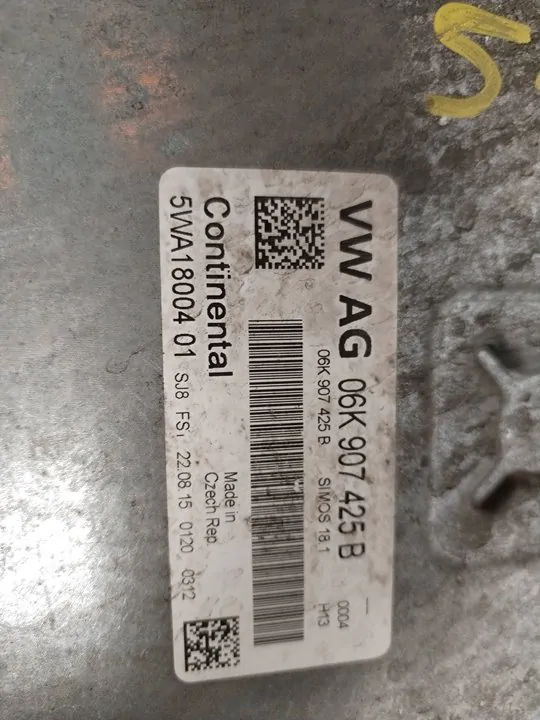 VW AG 06K 907 425 B
06K 907 425 B SIMOS 18.1 0004
H13
Made in
Czech Rep
Continental
5WA18004 01 SJ8 FS1 22.08.15 0120 0312